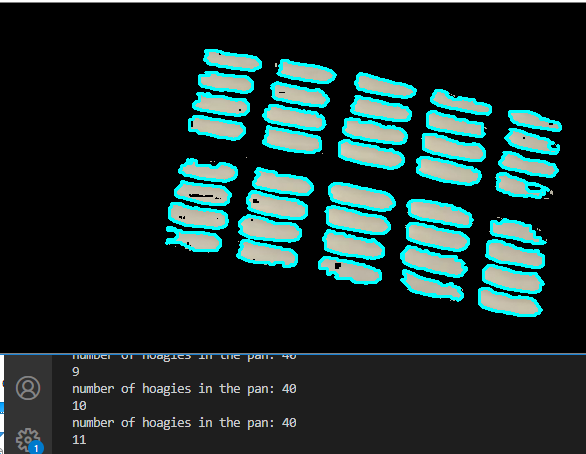 number of hoagies in the pan: 40
9
number of hoagies in the pan: 40
10
number of hoagies in the pan: 40
11
1